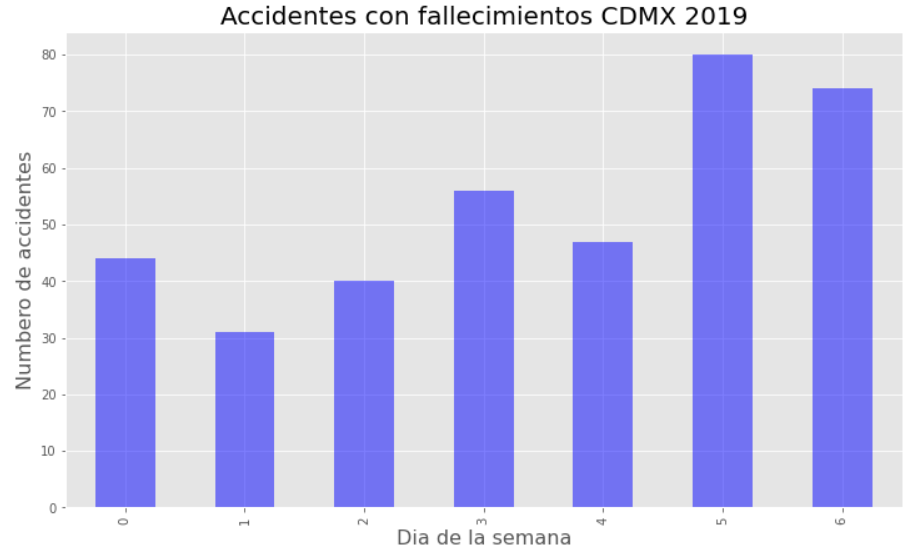 Accidentes con fallecimientos CDMX 2019
80
70
60
50
40
30
20
10
0
Numbero de accidentes
0 1 2 3 4 5 6
Dia de la semana